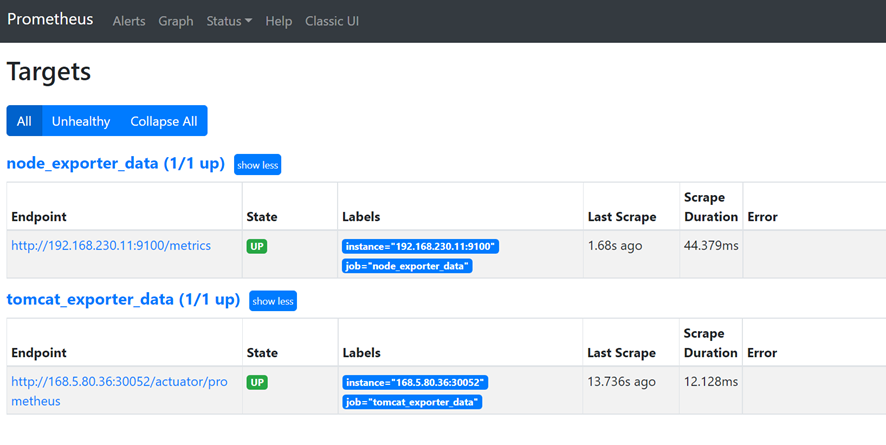 Prometheus Alerts Graph Status Help Classic UI
Targets
All Unhealthy Collapse All
node_exporter_data (1/1 up) show less
Endpoint State Labels Last Scrape Scrape Duration Error
http://192.168.230.11:9100/metrics UP instance="192.168.230.11:9100" 1.68s ago 44.379ms
job="node_exporter_data"
tomcat_exporter_data (1/1 up) show less
Endpoint State Labels Last Scrape Scrape Duration Error
http://168.5.80.36:30052/actuator/pro UP instance="168.5.80.36:30052" 13.736s ago 12.128ms
metheus job="tomcat_exporter_data"